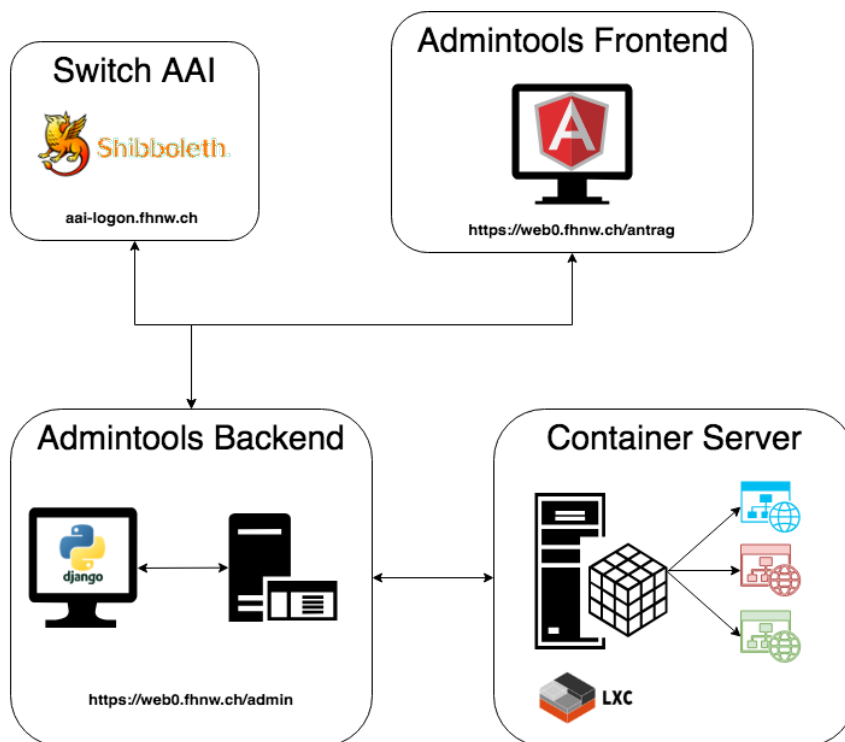 Switch AAI
Shibboleth.
aai-logon.fhnw.ch
Admintools Frontend
A
https://web0.fhnw.ch/antrag
Admintools Backend
django
https://web0.fhnw.ch/admin
Container Server
LXC